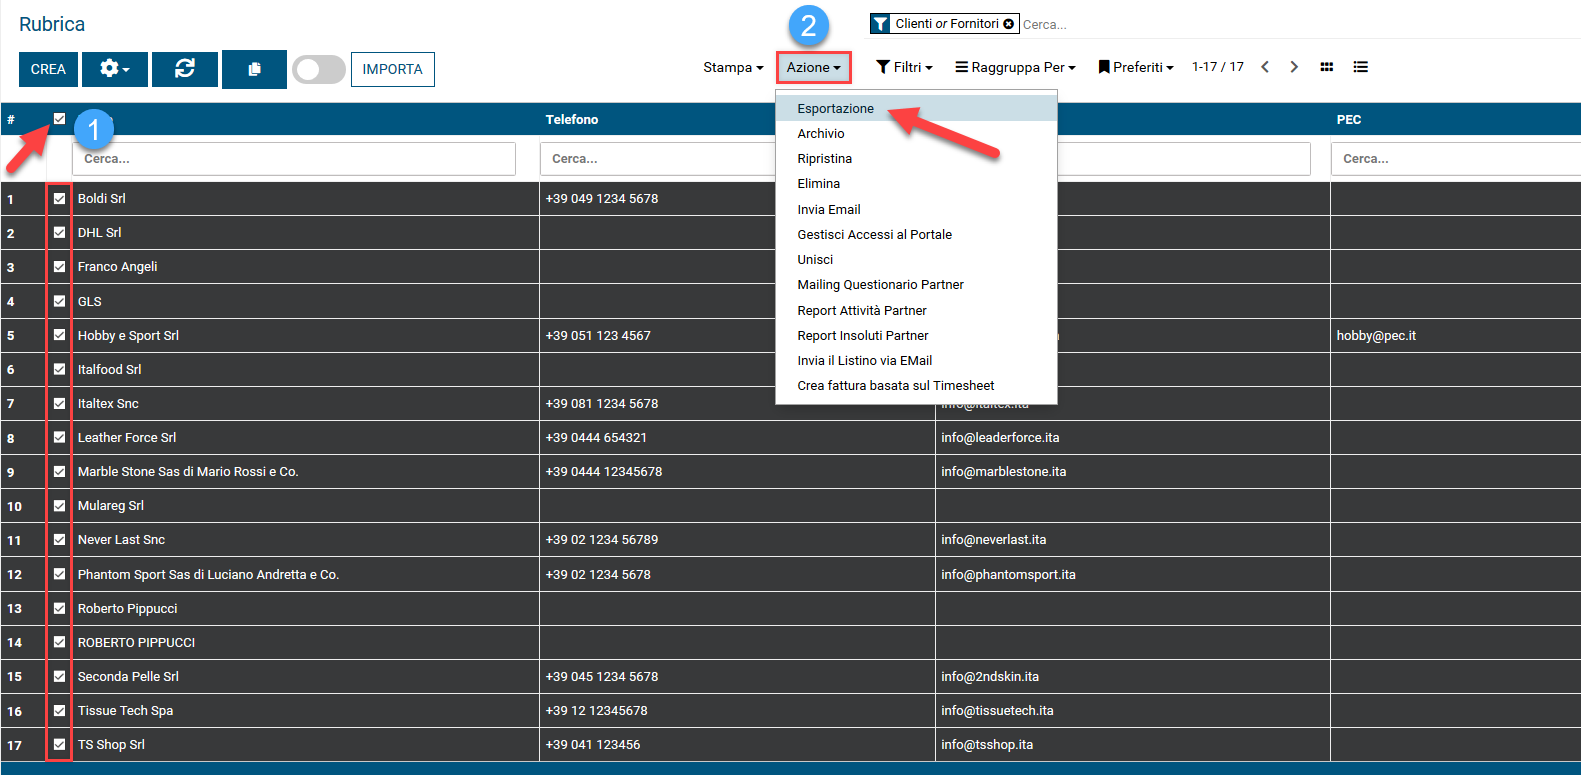 Rubrica
2
Clienti or Fornitori Cerca...
CREA IMPORTA Stampa Azione Filtri Raggruppa Per Preferiti 1-17 / 17
# 1 Telefono PEC
Cerca... Cerca... Cerca...
Esportazione
Archivio
Ripristina
Elimina
Invia Email
Gestisci Accessi al Portale
Unisci
Mailing Questionario Partner
Report Attività Partner
Report Insoluti Partner
Invia il Listino via EMail
Crea fattura basata sul Timesheet
1 Boldi Srl +39 049 1234 5678
2 DHL Srl
3 Franco Angeli
4 GLS
5 Hobby e Sport Srl +39 051 123 4567 hobby@pec.it
6 Italfood Srl
7 Italtex Snc +39 081 1234 5678 info@italtex.ita
8 Leather Force Srl +39 0444 654321 info@leaderforce.ita
9 Marble Stone Sas di Mario Rossi e Co. +39 0444 12345678 info@marblestone.ita
10 Mulareg Srl
11 Never Last Snc +39 02 1234 56789 info@neverlast.ita
12 Phantom Sport Sas di Luciano Andretta e Co. +39 02 1234 5678 info@phantomsport.ita
13 Roberto Pippucci
14 ROBERTO PIPPUCCI
15 Seconda Pelle Srl +39 045 1234 5678 info@2ndskin.ita
16 Tissue Tech Spa +39 12 12345678 info@tissuetech.ita
17 TS Shop Srl +39 041 123456 info@tsshop.ita